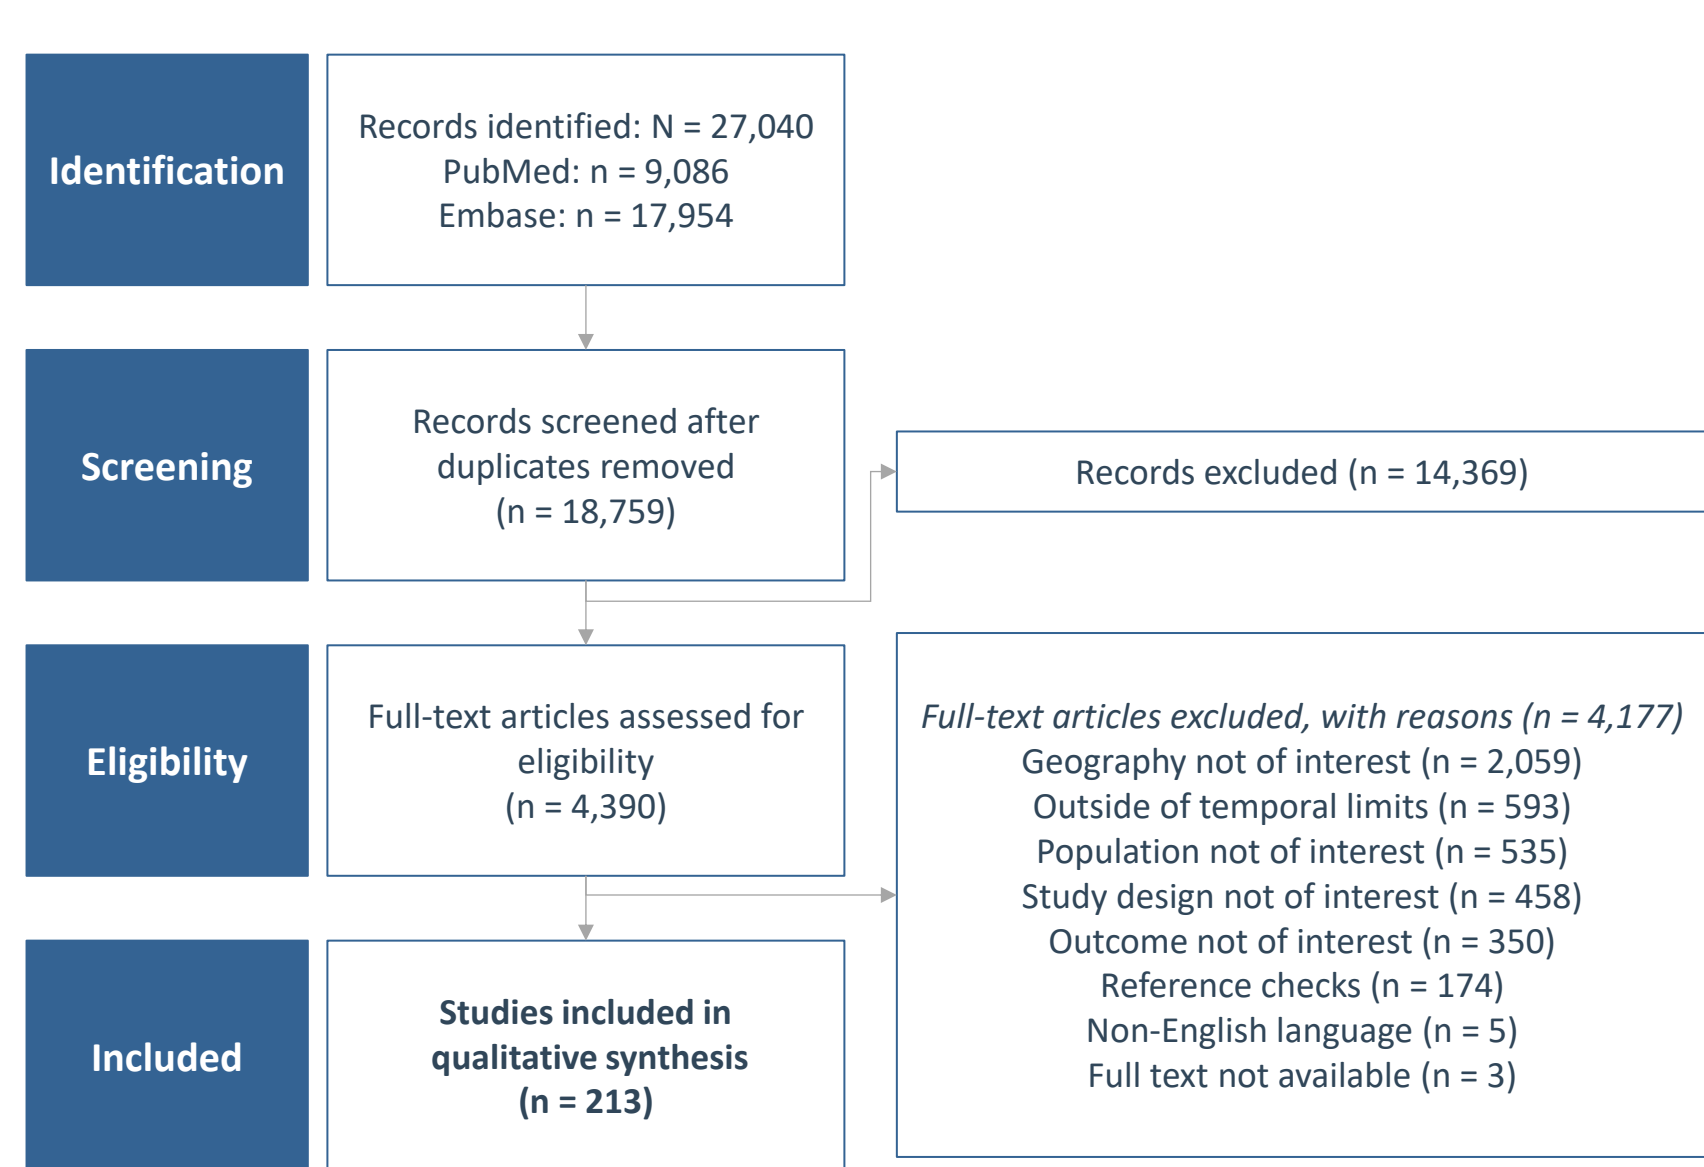 Identification
Records identified: N = 27,040
PubMed: n = 9,086
Embase: n = 17,954
Screening
Records screened after
duplicates removed
(n = 18,759)
Records excluded (n = 14,369)
Eligibility
Full-text articles assessed for
eligibility
(n = 4,390)
Full-text articles excluded, with reasons (n = 4,177)
Geography not of interest (n = 2,059)
Outside of temporal limits (n = 593)
Population not of interest (n = 535)
Study design not of interest (n = 458)
Outcome not of interest (n = 350)
Reference checks (n = 174)
Non-English language (n = 5)
Full text not available (n = 3)
Included
Studies included in
qualitative synthesis
(n = 213)